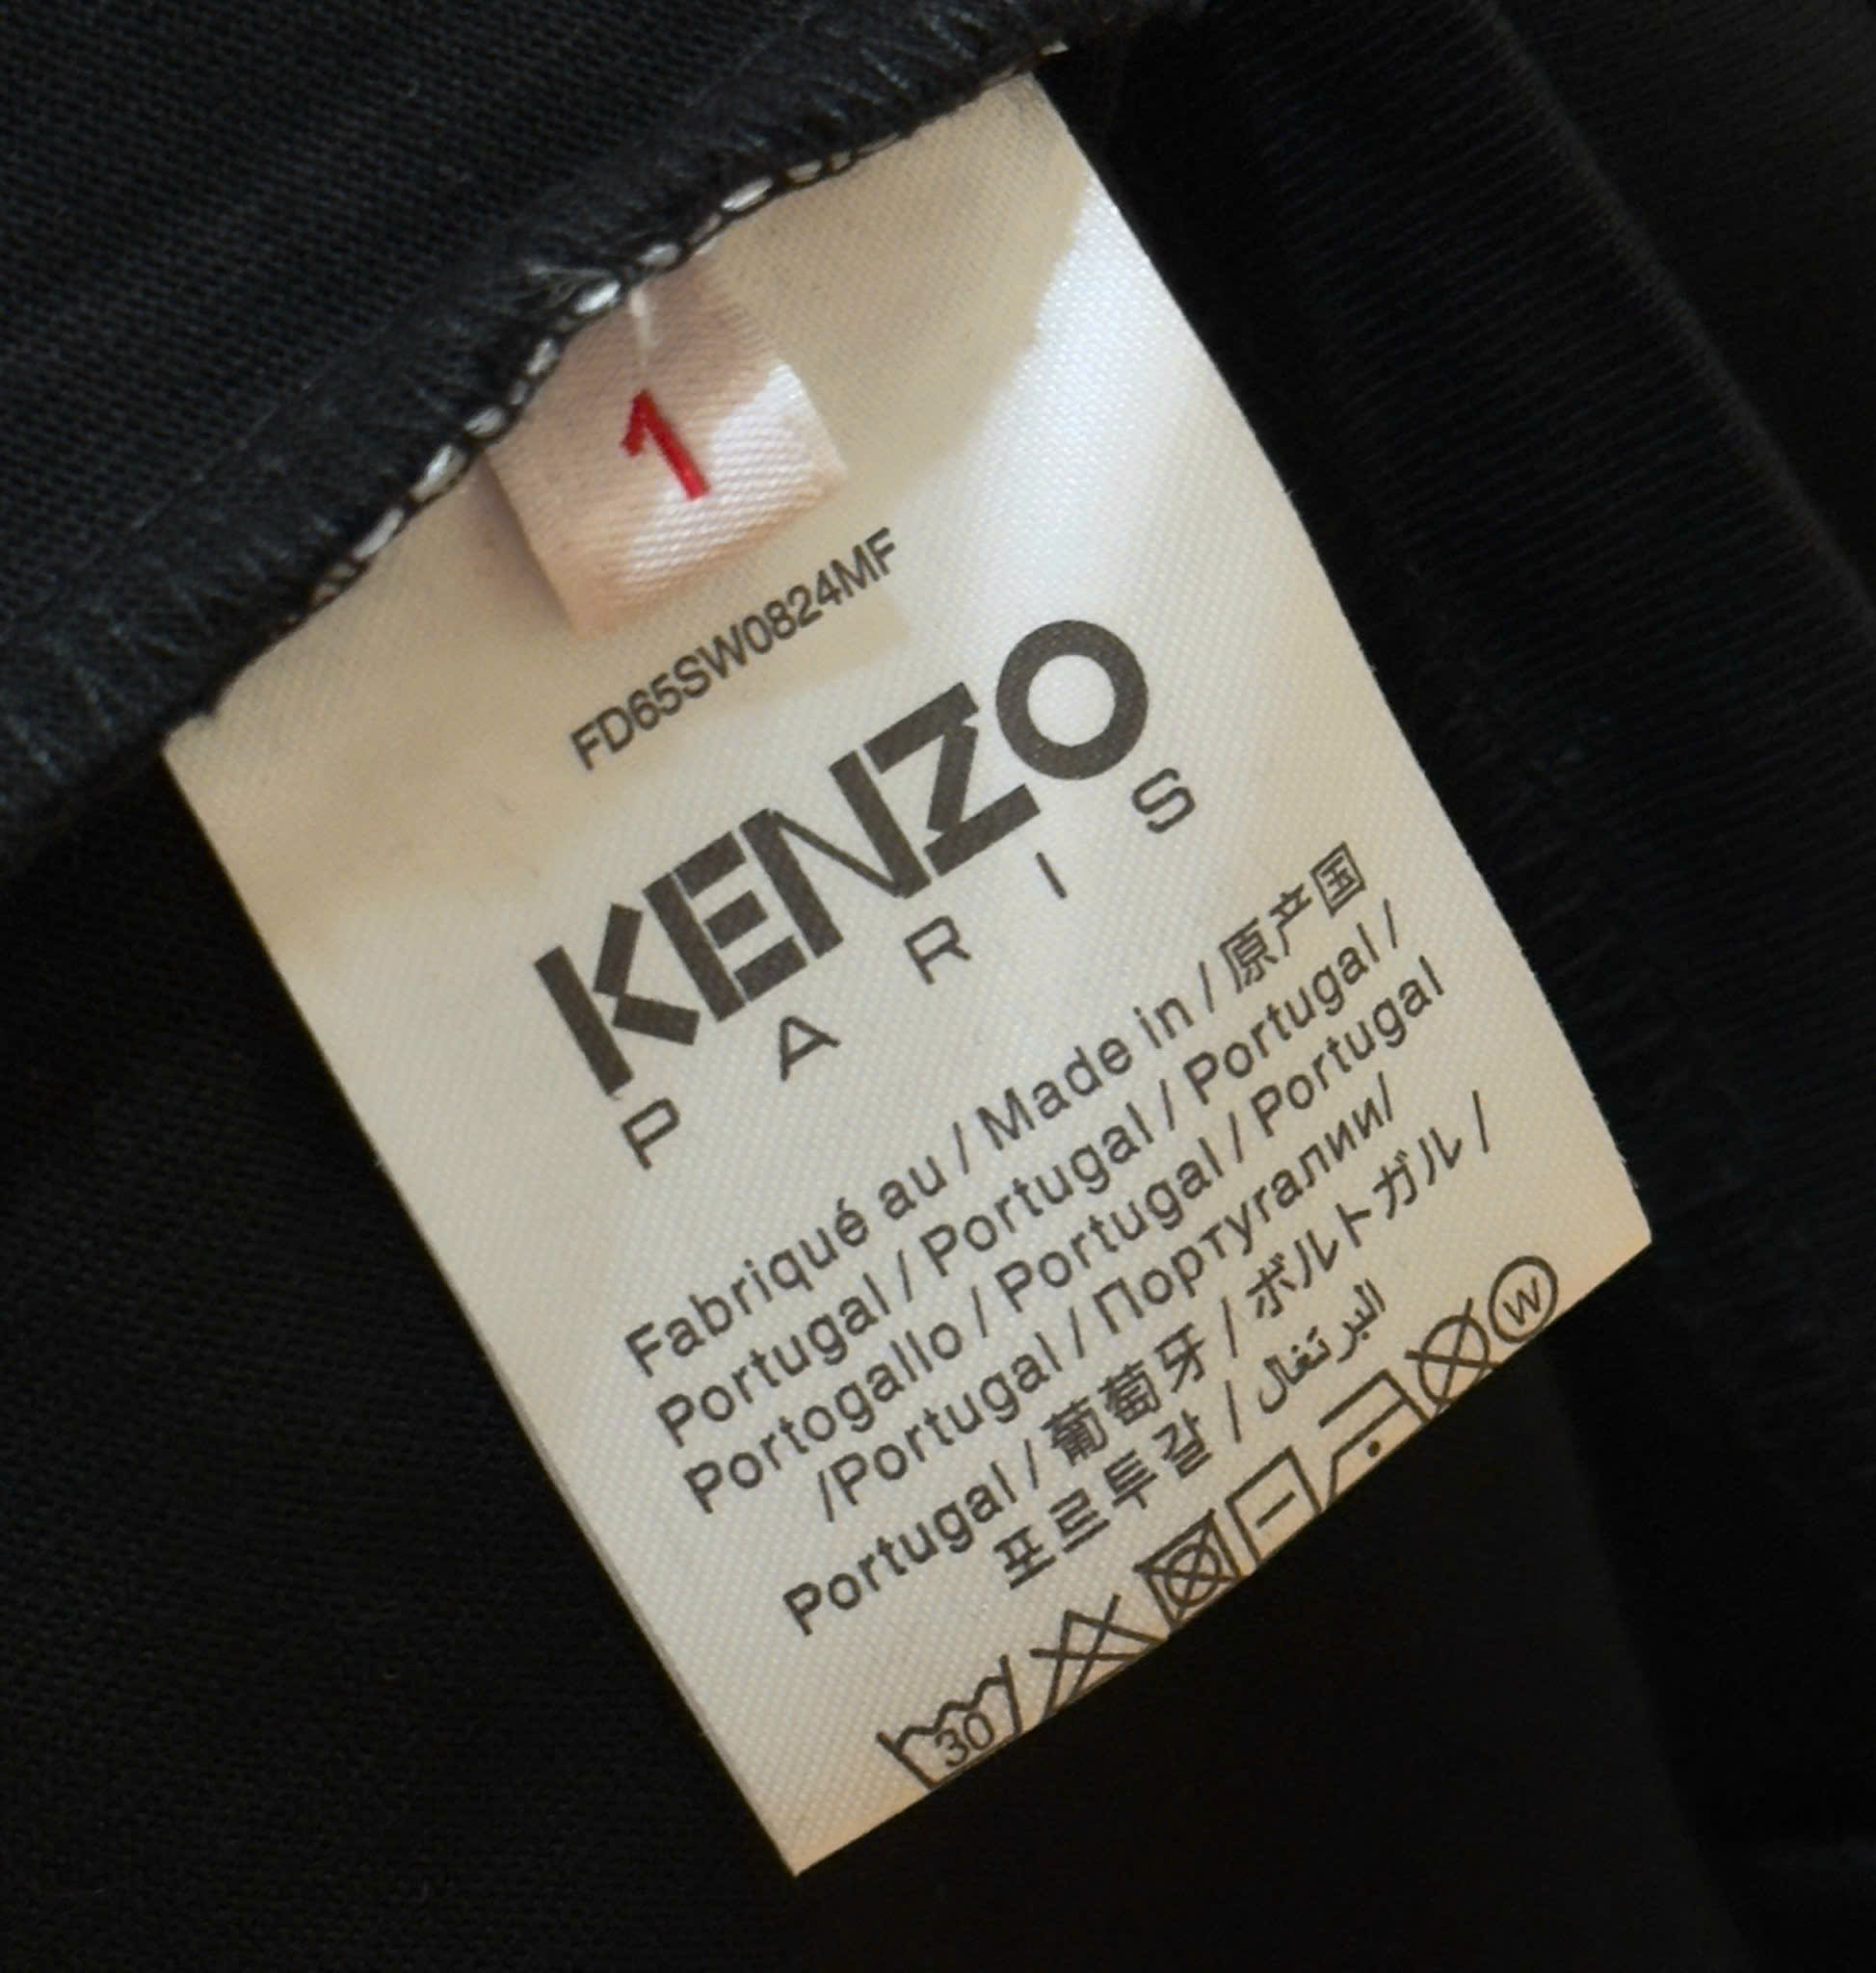 1
FD65SW0824MF
KENZO
PARIS
Fabriqué au / Made in / 原产国
Portugal / Portugal / Portugal /
Portogallo / Portugal / Portugal
/Portugal / Португалии/
Portugal / 葡萄牙 / ボルトガル /
포르투갈 / البرتغال
30
W